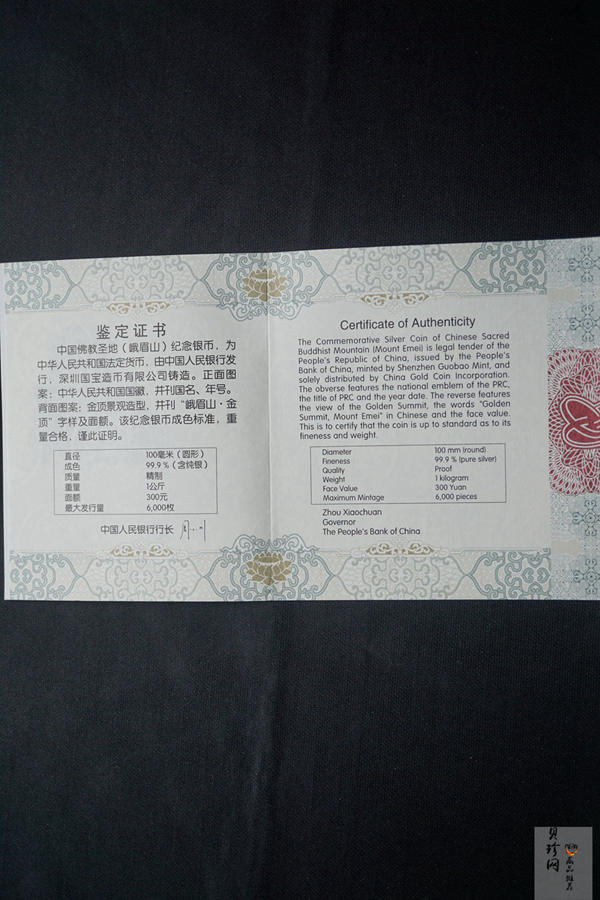 鉴定证书
中国佛教圣地（峨眉山）纪念银币，为
中华人民共和国法定货币，由中国人民银行发
行，深圳国宝造币有限公司铸造。正面图
案：中华人民共和国国徽，并刊国名、年号。
背面图案：金顶景观造型，并刊“峨眉山·金
顶”字样及面额。该纪念银币成色标准，重
量合格，谨此证明。
直径 100毫米（圆形）
成色 99.9％（含纯银）
质量 精制
重量 1公斤
面额 300元
最大发行量 6,000枚
中国人民银行行长
Certificate of Authenticity
The Commemorative Silver Coin of Chinese Sacred
Buddhist Mountain (Mount Emei) is legal tender of the
People's Republic of China, issued by the People's
Bank of China, minted by Shenzhen Guobao Mint, and
solely distributed by China Gold Coin Incorporation.
The obverse features the national emblem of the PRC,
the title of PRC and the year date. The reverse features
the view of the Golden Summit, the words "Golden
Summit, Mount Emei" in Chinese and the face value.
This is to certify that the coin is up to standard as to its
fineness and weight.
Diameter 100 mm (round)
Fineness 99.9 % (pure silver)
Quality Proof
Weight 1 kilogram
Face Value 300 Yuan
Maximum Mintage 6,000 pieces
Zhou Xiaochuan
Governor
The People's Bank of China
贝珍网